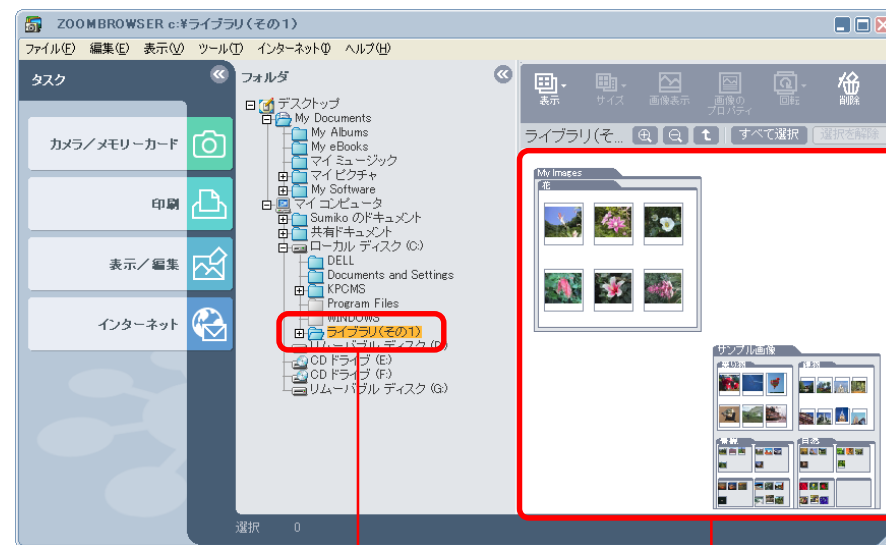 ZOOMBROWSER c:¥ライブラリ(その1)
ファイル(F) 編集(E) 表示(V) ツール(T) インターネット(I) ヘルプ(H)
タスク
カメラ/メモリーカード
印刷
表示/編集
インターネット
フォルダ
デスクトップ
My Documents
My Albums
My eBooks
マイ ミュージック
マイ ピクチャ
My Software
マイ コンピュータ
Sumiko のドキュメント
共有ドキュメント
ローカル ディスク (C:)
DELL
Documents and Settings
KPCMS
Program Files
WINDOWS
ライブラリ(その1)
リムーバブル ディスク (D:)
CD ドライブ (E:)
CD ドライブ (F:)
リムーバブル ディスク (G:)
表示 サイズ 画像表示 画像の プロパティ 回転 削除
ライブラリ(そ... すべて選択 選択を解除
My Images
花
サンプル画像
乗り物
建物
景観
自然
選択 0